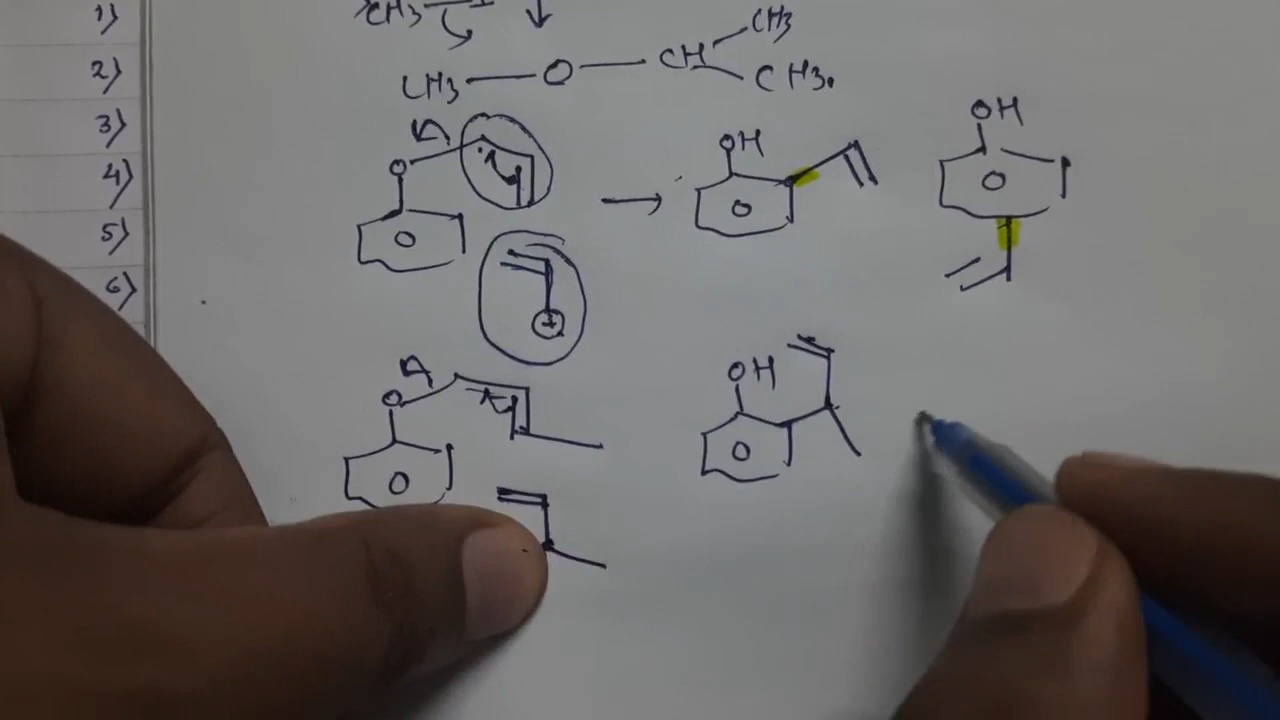 1)
CH3
2)
CH3
CH3 — O — CH
CH3.
3)
OH
OH
O
4)
O
O
O
5)
6)
+
OH
O
O
O